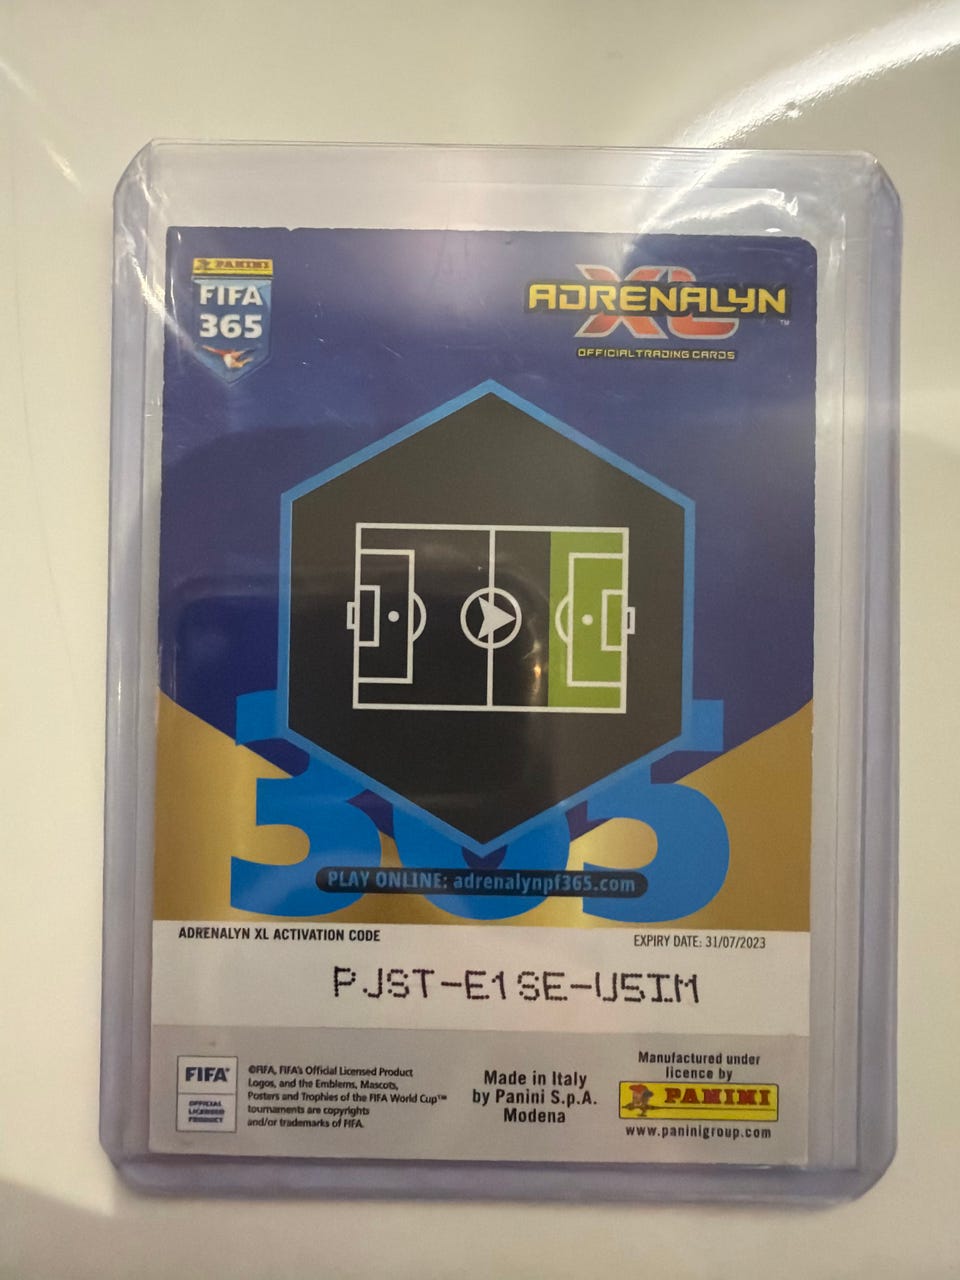 PANINI
FIFA
365
ADRENALYN
XL
™
OFFICIAL TRADING CARDS
365
PLAY ONLINE: adrenalynpf365.com
ADRENALYN XL ACTIVATION CODE
EXPIRY DATE: 31/07/2023
PJST-E1SE-U5IM
FIFA®
OFFICIAL
LICENSED
PRODUCT
©FIFA, FIFA's Official Licensed Product
Logos, and the Emblems, Mascots,
Posters and Trophies of the FIFA World Cup™
tournaments are copyrights
and/or trademarks of FIFA.
Made in Italy
by Panini S.p.A.
Modena
Manufactured under
licence by
PANINI
www.paninigroup.com